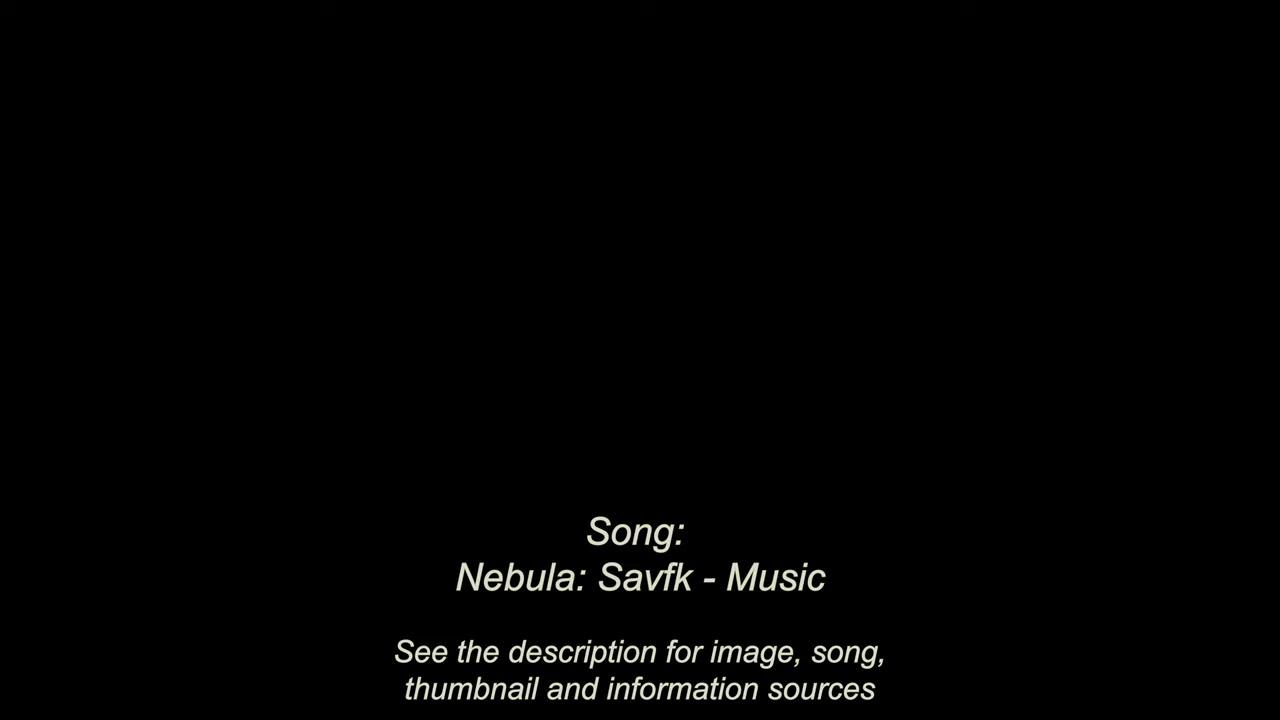 Song:
Nebula: Savfk - Music
See the description for image, song,
thumbnail and information sources